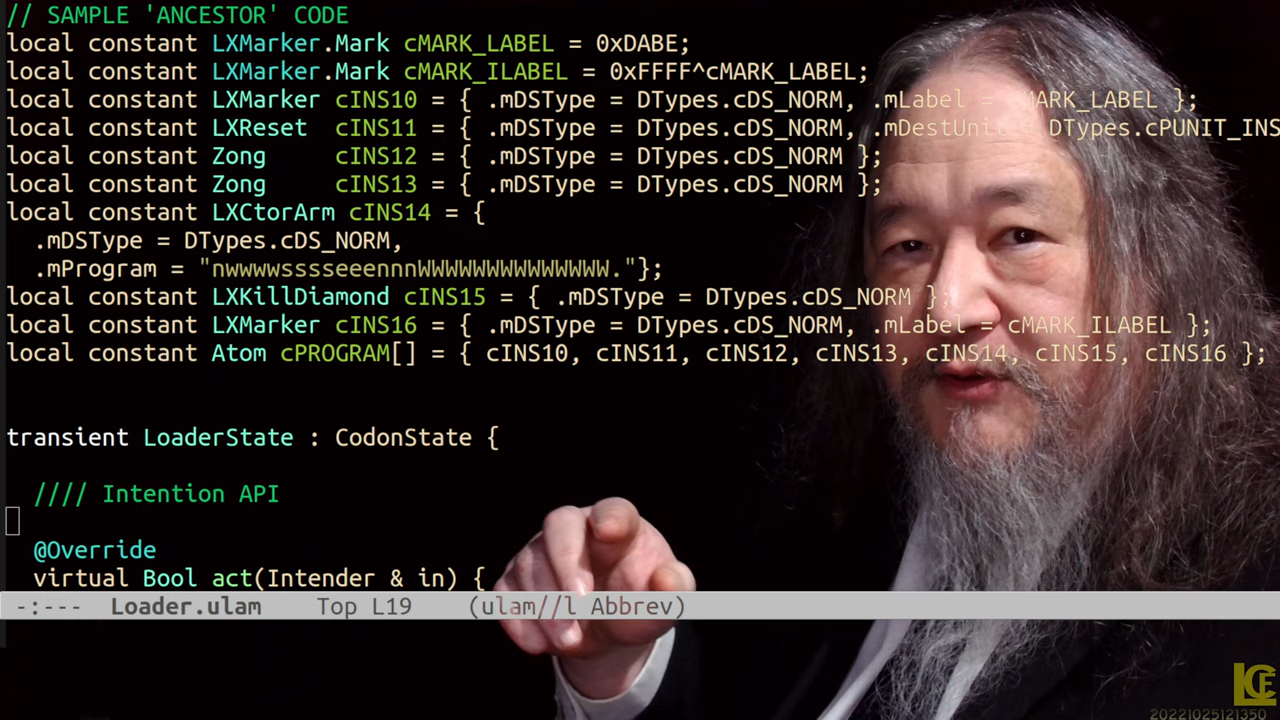 // SAMPLE 'ANCESTOR' CODE
local constant LXMarker.Mark cMARK_LABEL = 0xDABE;
local constant LXMarker.Mark cMARK_ILABEL = 0xFFFF^cMARK_LABEL;
local constant LXMarker cINS10 = { .mDSType = DTypes.cDS_NORM, .mLabel = cMARK_LABEL };
local constant LXReset cINS11 = { .mDSType = DTypes.cDS_NORM, .mDestUnit = DTypes.cPUNIT_INS
local constant Zong cINS12 = { .mDSType = DTypes.cDS_NORM };
local constant Zong cINS13 = { .mDSType = DTypes.cDS_NORM };
local constant LXCtorArm cINS14 = {
.mDSType = DTypes.cDS_NORM,
.mProgram = "nwwwwsssseeennnWWWWWWWWWWWWWW."};
local constant LXKillDiamond cINS15 = { .mDSType = DTypes.cDS_NORM };
local constant LXMarker cINS16 = { .mDSType = DTypes.cDS_NORM, .mLabel = cMARK_ILABEL };
local constant Atom cPROGRAM[] = { cINS10, cINS11, cINS12, cINS13, cINS14, cINS15, cINS16 };
transient LoaderState : CodonState {
//// Intention API
@Override
virtual Bool act(Intender & in) {
-:--- Loader.ulam Top L19 (ulam//l Abbrev)
20221025121350